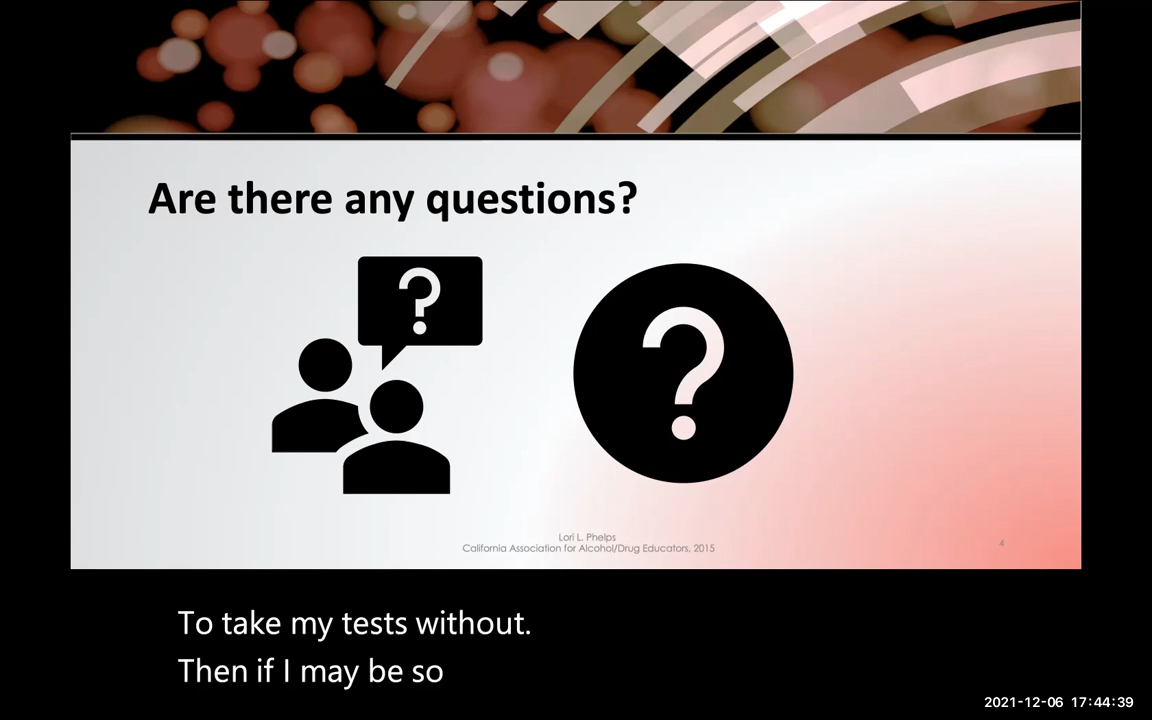 Are there any questions?
?
?
Lori L. Phelps
California Association for Alcohol/Drug Educators, 2015
4
To take my tests without.
Then if I may be so
2021-12-06 17:44:39